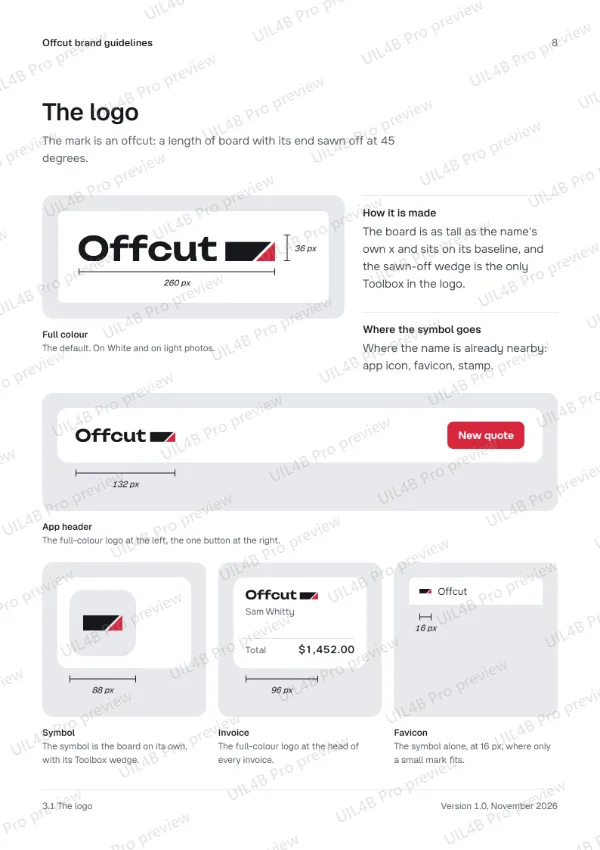 Offcut brand guidelines
8
The logo
The mark is an offcut: a length of board with its end sawn off at 45
degrees.
Offcut
36 px
260 px
Full colour
The default. On White and on light photos.
How it is made
The board is as tall as the name's
own x and sits on its baseline, and
the sawn-off wedge is the only
Toolbox in the logo.
Where the symbol goes
Where the name is already nearby:
app icon, favicon, stamp.
Offcut
New quote
132 px
App header
The full-colour logo at the left, the one button at the right.
88 px
Symbol
The symbol is the board on its own,
with its Toolbox wedge.
Offcut
Sam Whitty
Total
$1,452.00
96 px
Invoice
The full-colour logo at the head of
every invoice.
Offcut
16 px
Favicon
The symbol alone, at 16 px, where only
a small mark fits.
3.1 The logo
Version 1.0, November 2026
UIL4B Pro preview